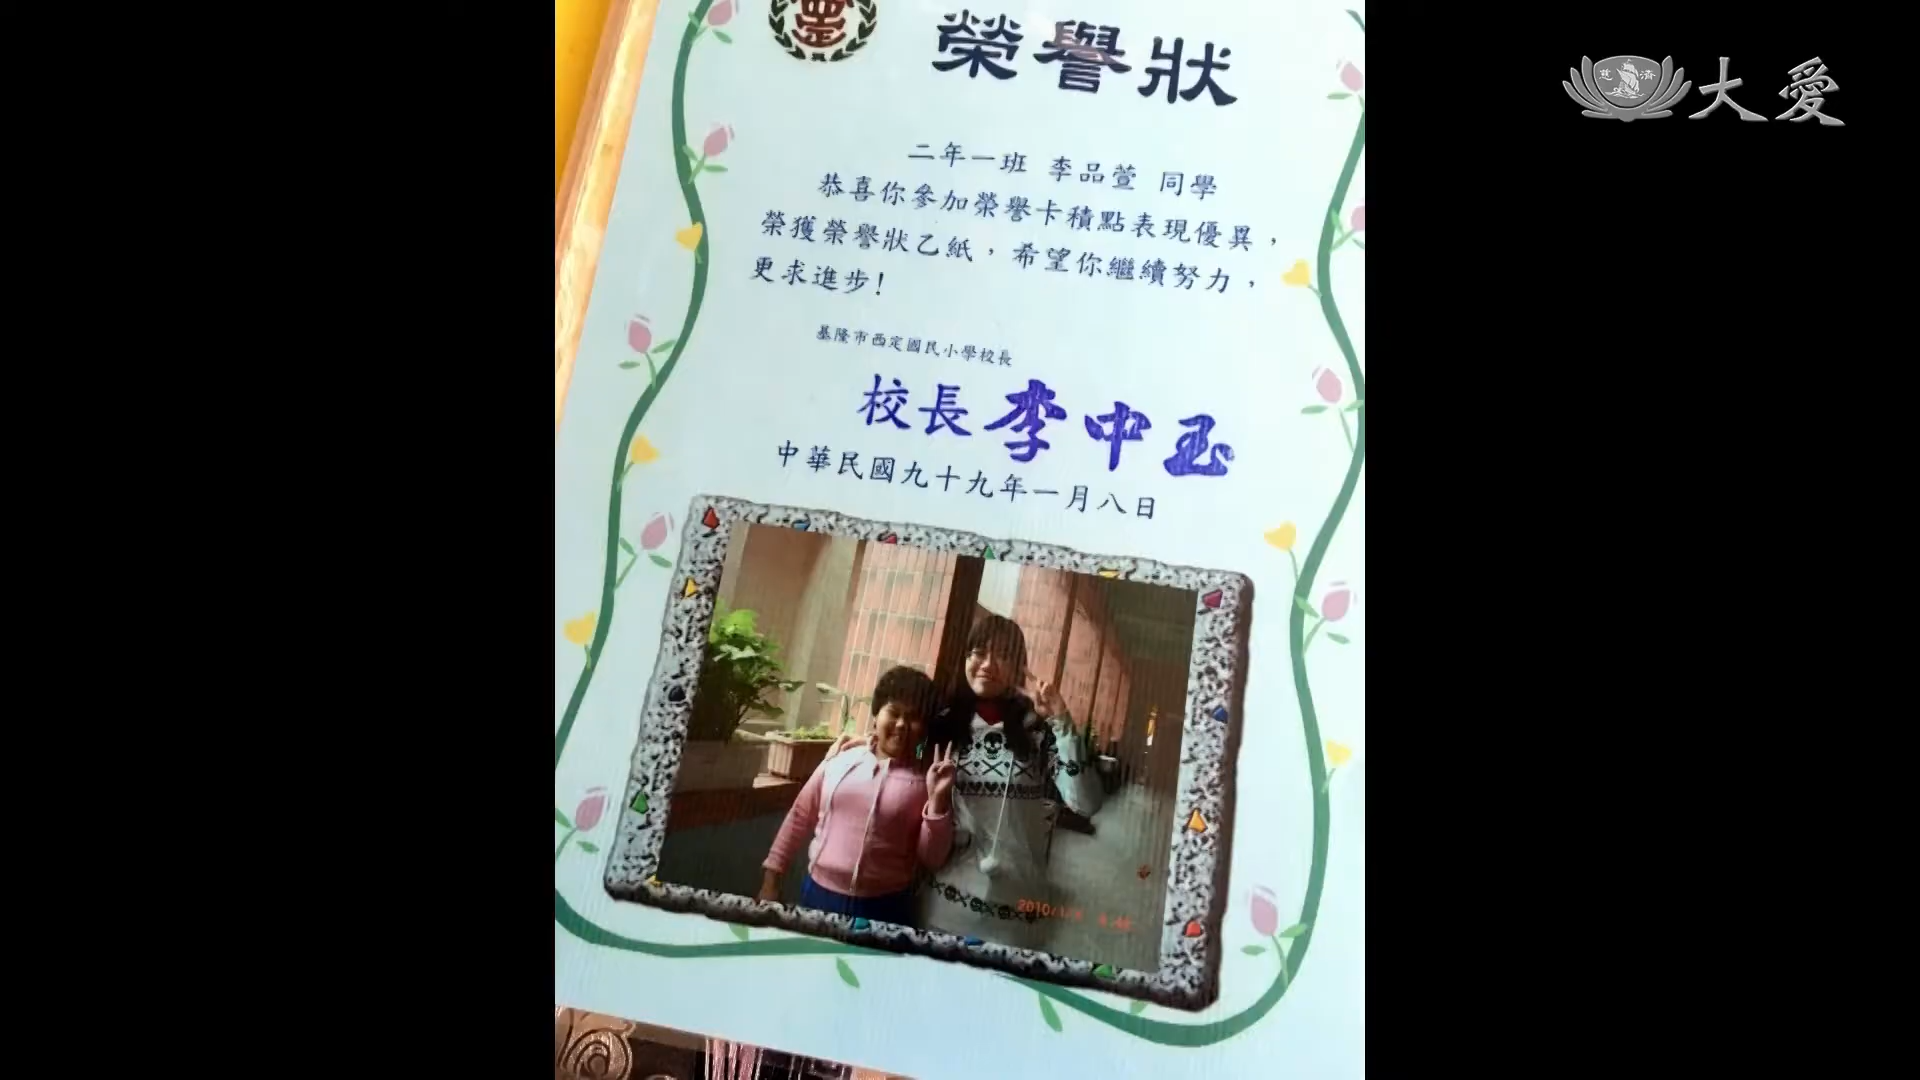 榮譽狀
慈濟
大愛
二年一班 李品萱 同學
恭喜你參加榮譽卡積點表現優異，
榮獲榮譽狀乙紙，希望你繼續努力，
更求進步！
基隆市西定國民小學校長
校長 李中玉
中華民國九十九年一月八日